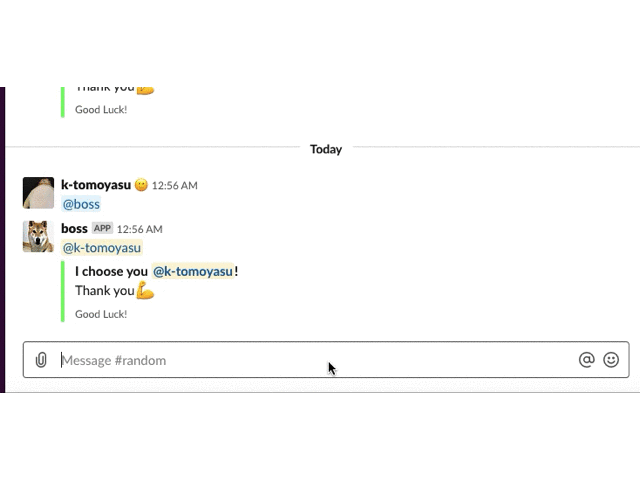 Thank you
Good Luck!
Today
k-tomoyasu 12:56 AM
@boss
boss APP 12:56 AM
@k-tomoyasu
I choose you @k-tomoyasu!
Thank you
Good Luck!
Message #random